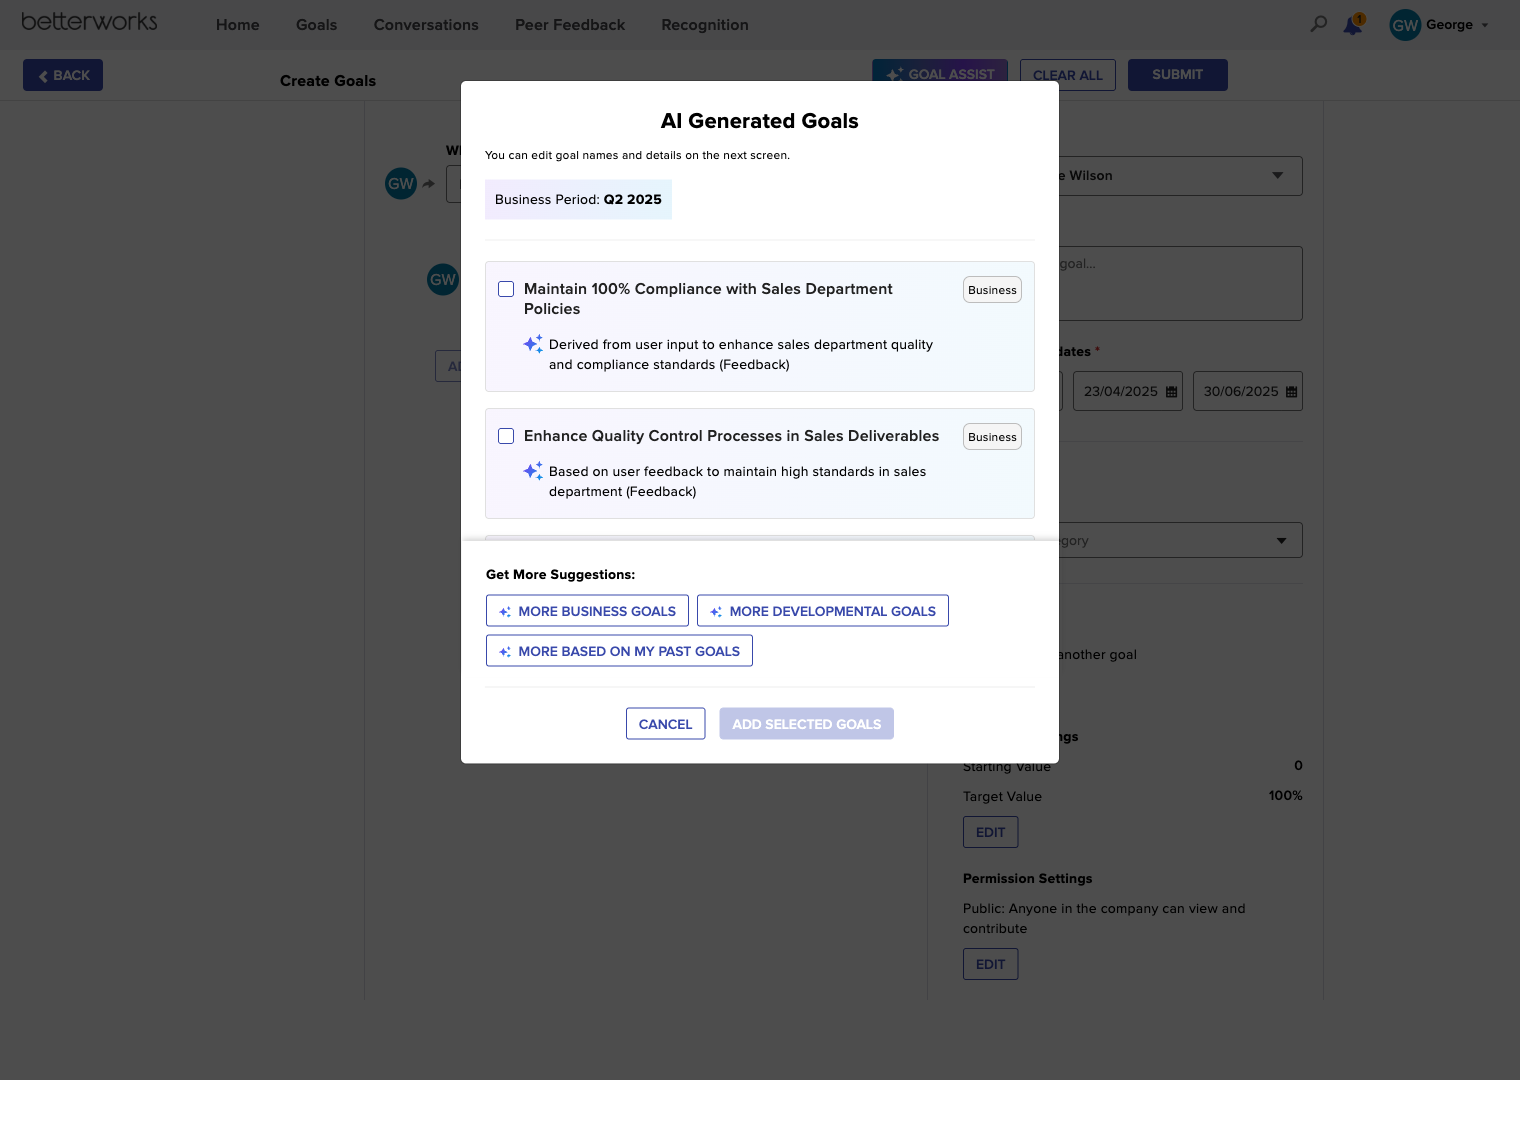 betterworks
Home
Goals
Conversations
Peer Feedback
Recognition
1
GW
George
BACK
Create Goals
GOAL ASSIST
CLEAR ALL
SUBMIT
AI Generated Goals
You can edit goal names and details on the next screen.
Business Period: Q2 2025
GW
Wilson
Maintain 100% Compliance with Sales Department
Policies
Business
Derived from user input to enhance sales department quality
and compliance standards (Feedback)
GW
goal...
dates *
23/04/2025
30/06/2025
Enhance Quality Control Processes in Sales Deliverables
Business
Based on user feedback to maintain high standards in sales
department (Feedback)
Get More Suggestions:
MORE BUSINESS GOALS
MORE DEVELOPMENTAL GOALS
MORE BASED ON MY PAST GOALS
another goal
CANCEL
ADD SELECTED GOALS
Starting Value
0
Target Value
100%
EDIT
Permission Settings
Public: Anyone in the company can view and
contribute
EDIT